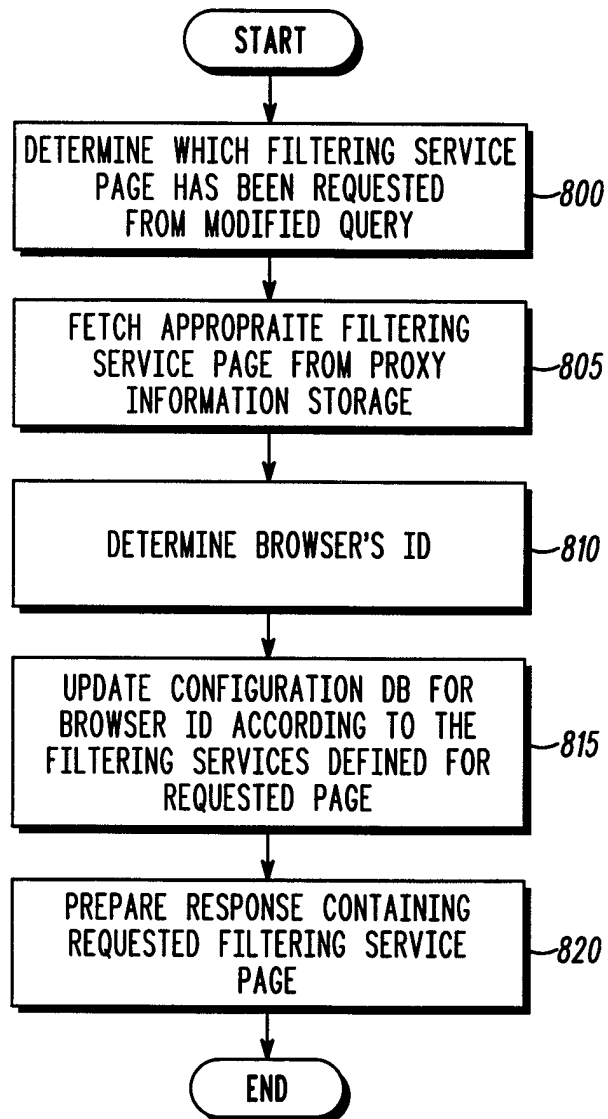 START
DETERMINE WHICH FILTERING SERVICE
PAGE HAS BEEN REQUESTED
FROM MODIFIED QUERY
800
FETCH APPROPRAITE FILTERING
SERVICE PAGE FROM PROXY
INFORMATION STORAGE
805
DETERMINE BROWSER'S ID
810
UPDATE CONFIGURATION DB FOR
BROWSER ID ACCORDING TO THE
FILTERING SERVICES DEFINED FOR
REQUESTED PAGE
815
PREPARE RESPONSE CONTAINING
REQUESTED FILTERING SERVICE
PAGE
820
END